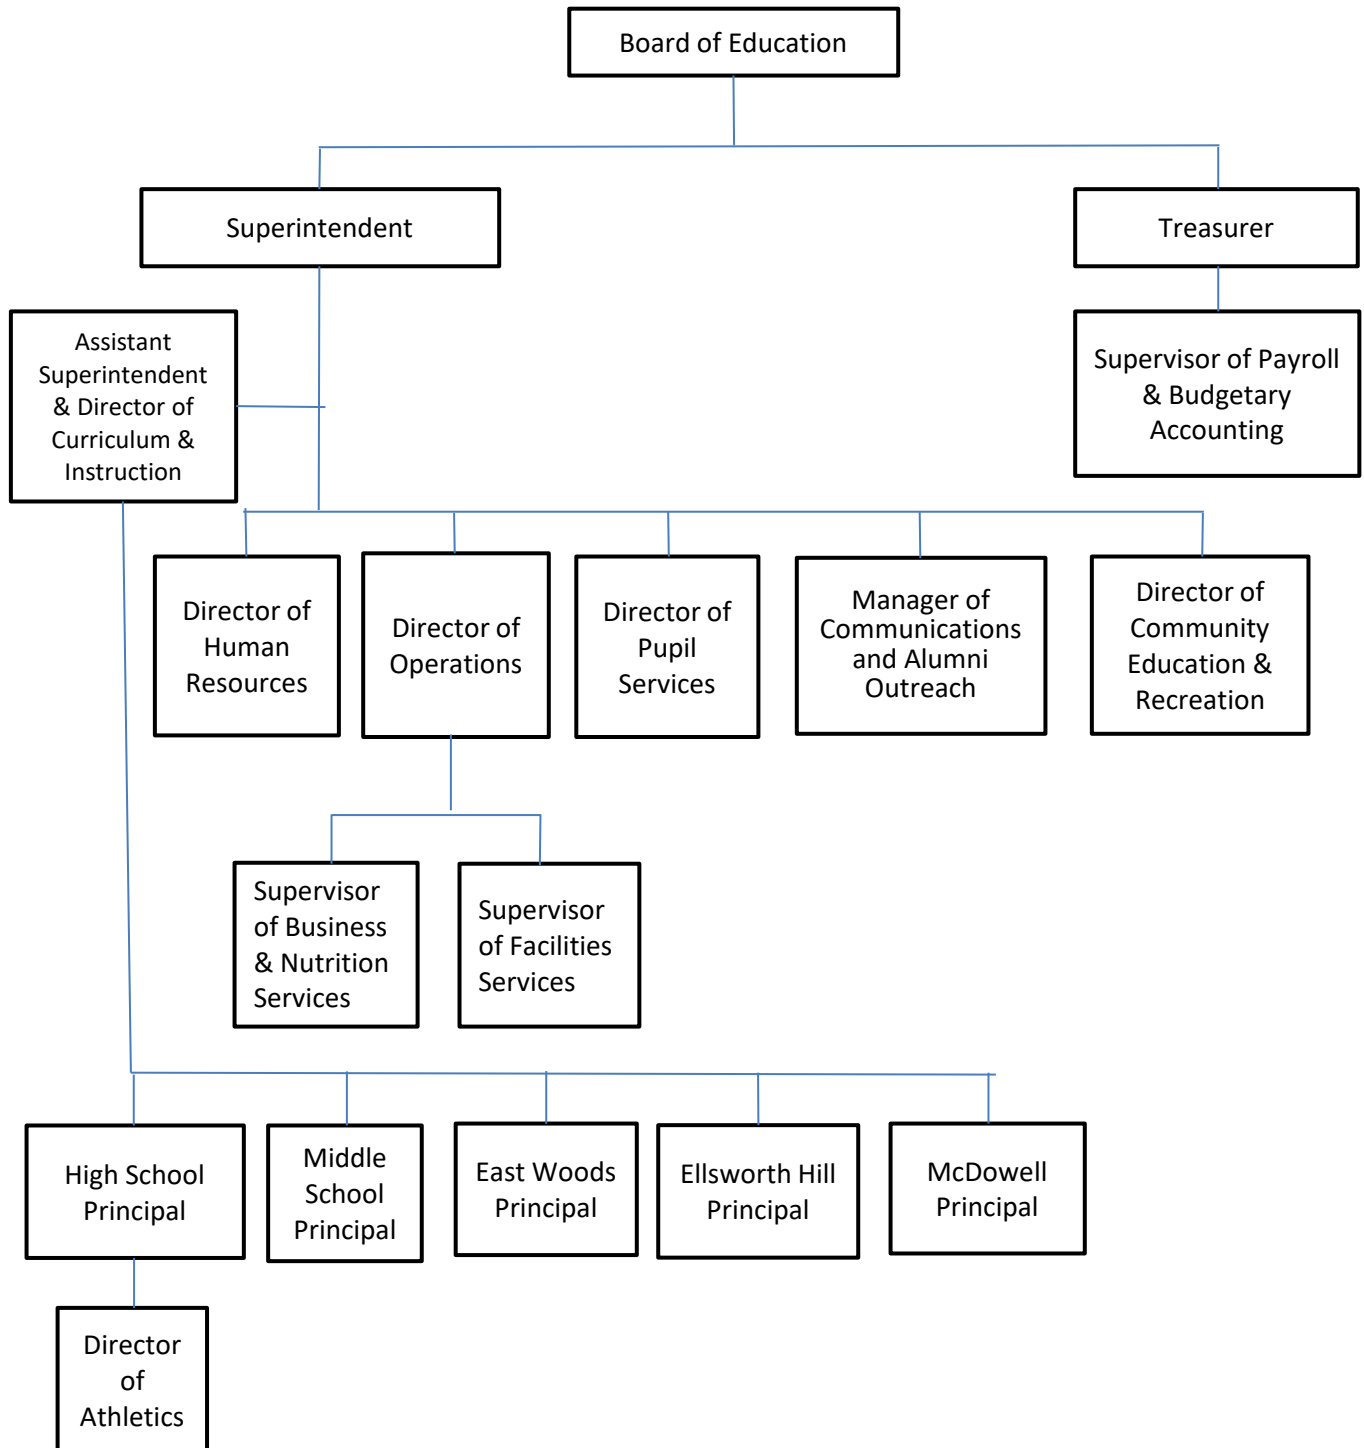 Board of Education
Superintendent
Treasurer
Assistant
Superintendent
& Director of
Curriculum &
Instruction
Supervisor of Payroll
& Budgetary
Accounting
Director of
Human
Resources
Director of
Operations
Director of
Pupil
Services
Manager of
Communications
and Alumni
Outreach
Director of
Community
Education &
Recreation
Supervisor
of Business
& Nutrition
Services
Supervisor
of Facilities
Services
High School
Principal
Middle
School
Principal
East Woods
Principal
Ellsworth Hill
Principal
McDowell
Principal
Director
of
Athletics